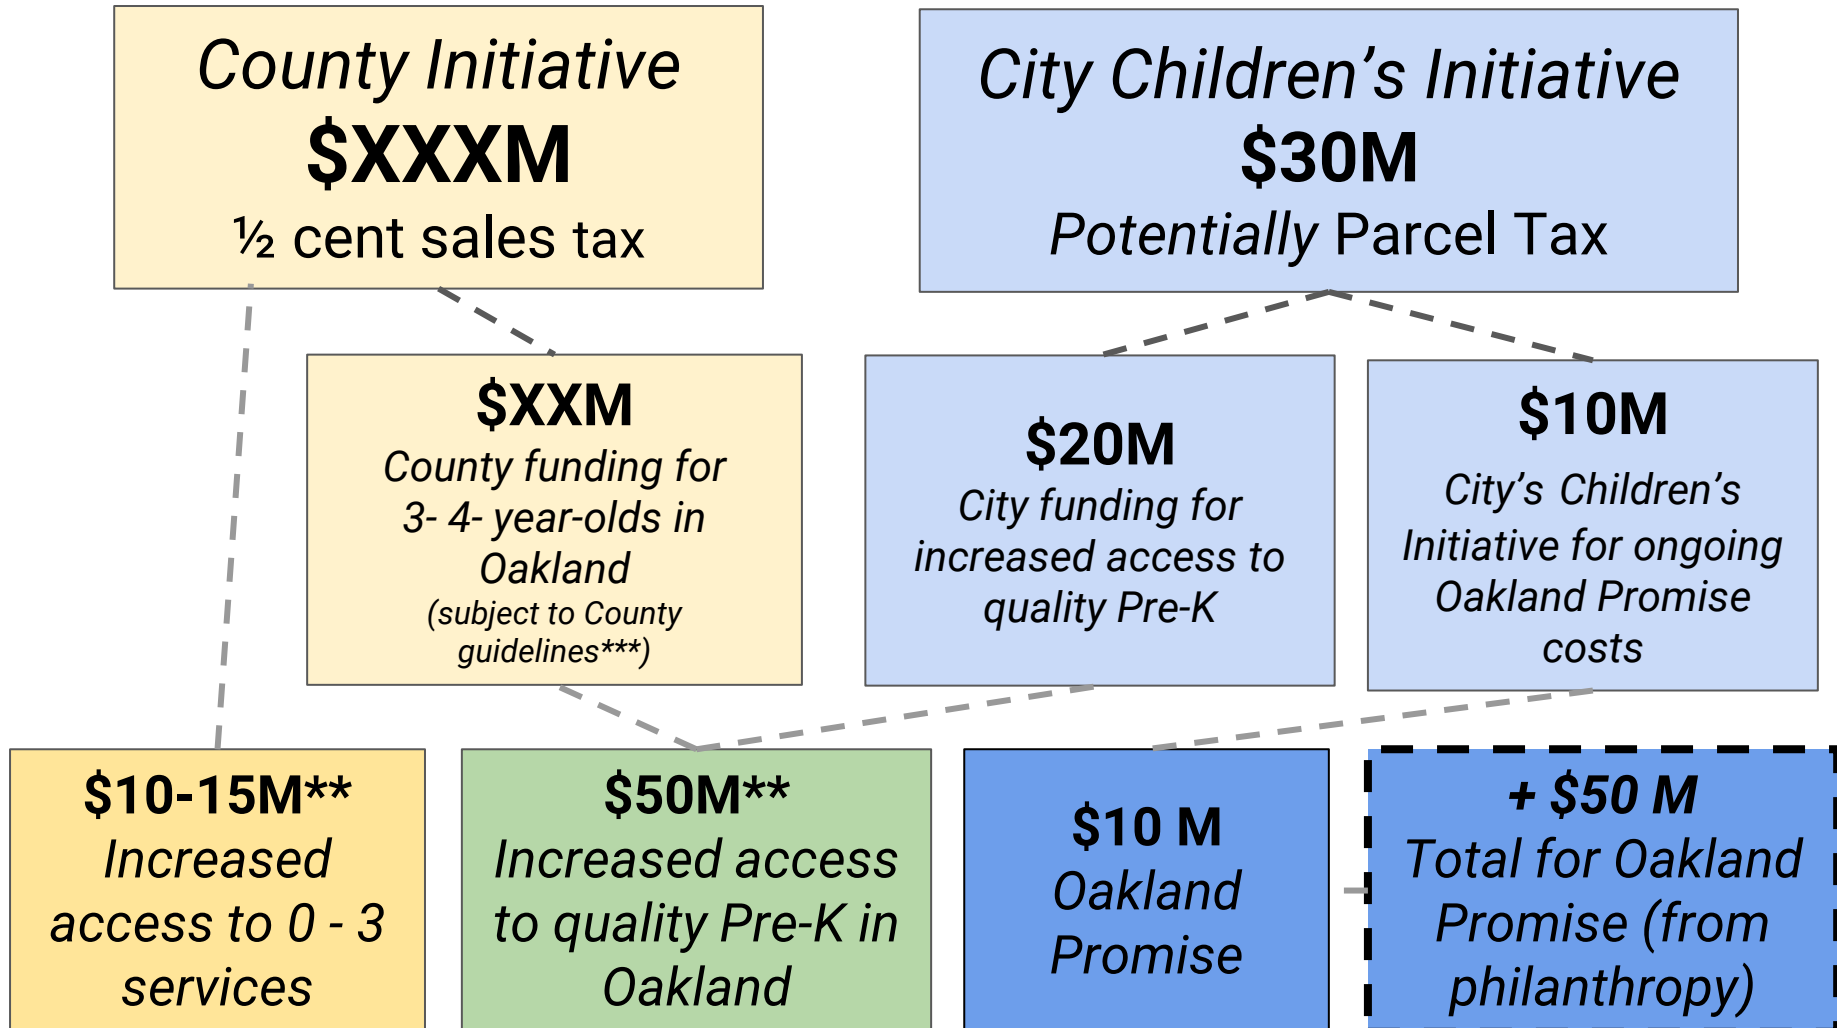 County Initiative
$XXXM
½ cent sales tax
City Children’s Initiative
$30M
Potentially Parcel Tax
$XXM
County funding for
3- 4- year-olds in
Oakland
(subject to County
guidelines***)
$20M
City funding for
increased access to
quality Pre-K
$10M
City’s Children’s
Initiative for ongoing
Oakland Promise
costs
$10-15M**
Increased
access to 0 - 3
services
$50M**
Increased access
to quality Pre-K in
Oakland
$10 M
Oakland
Promise
+ $50 M
Total for Oakland
Promise (from
philanthropy)